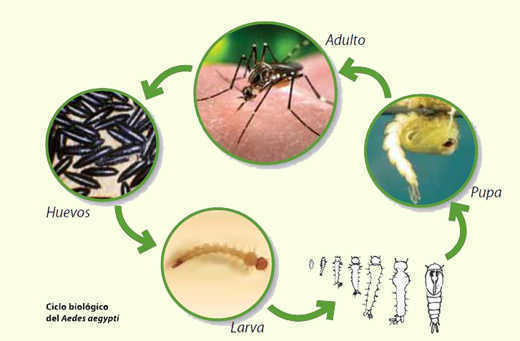 Adulto
Huevos
Pupa
Larva
Ciclo biológico
del Aedes aegypti